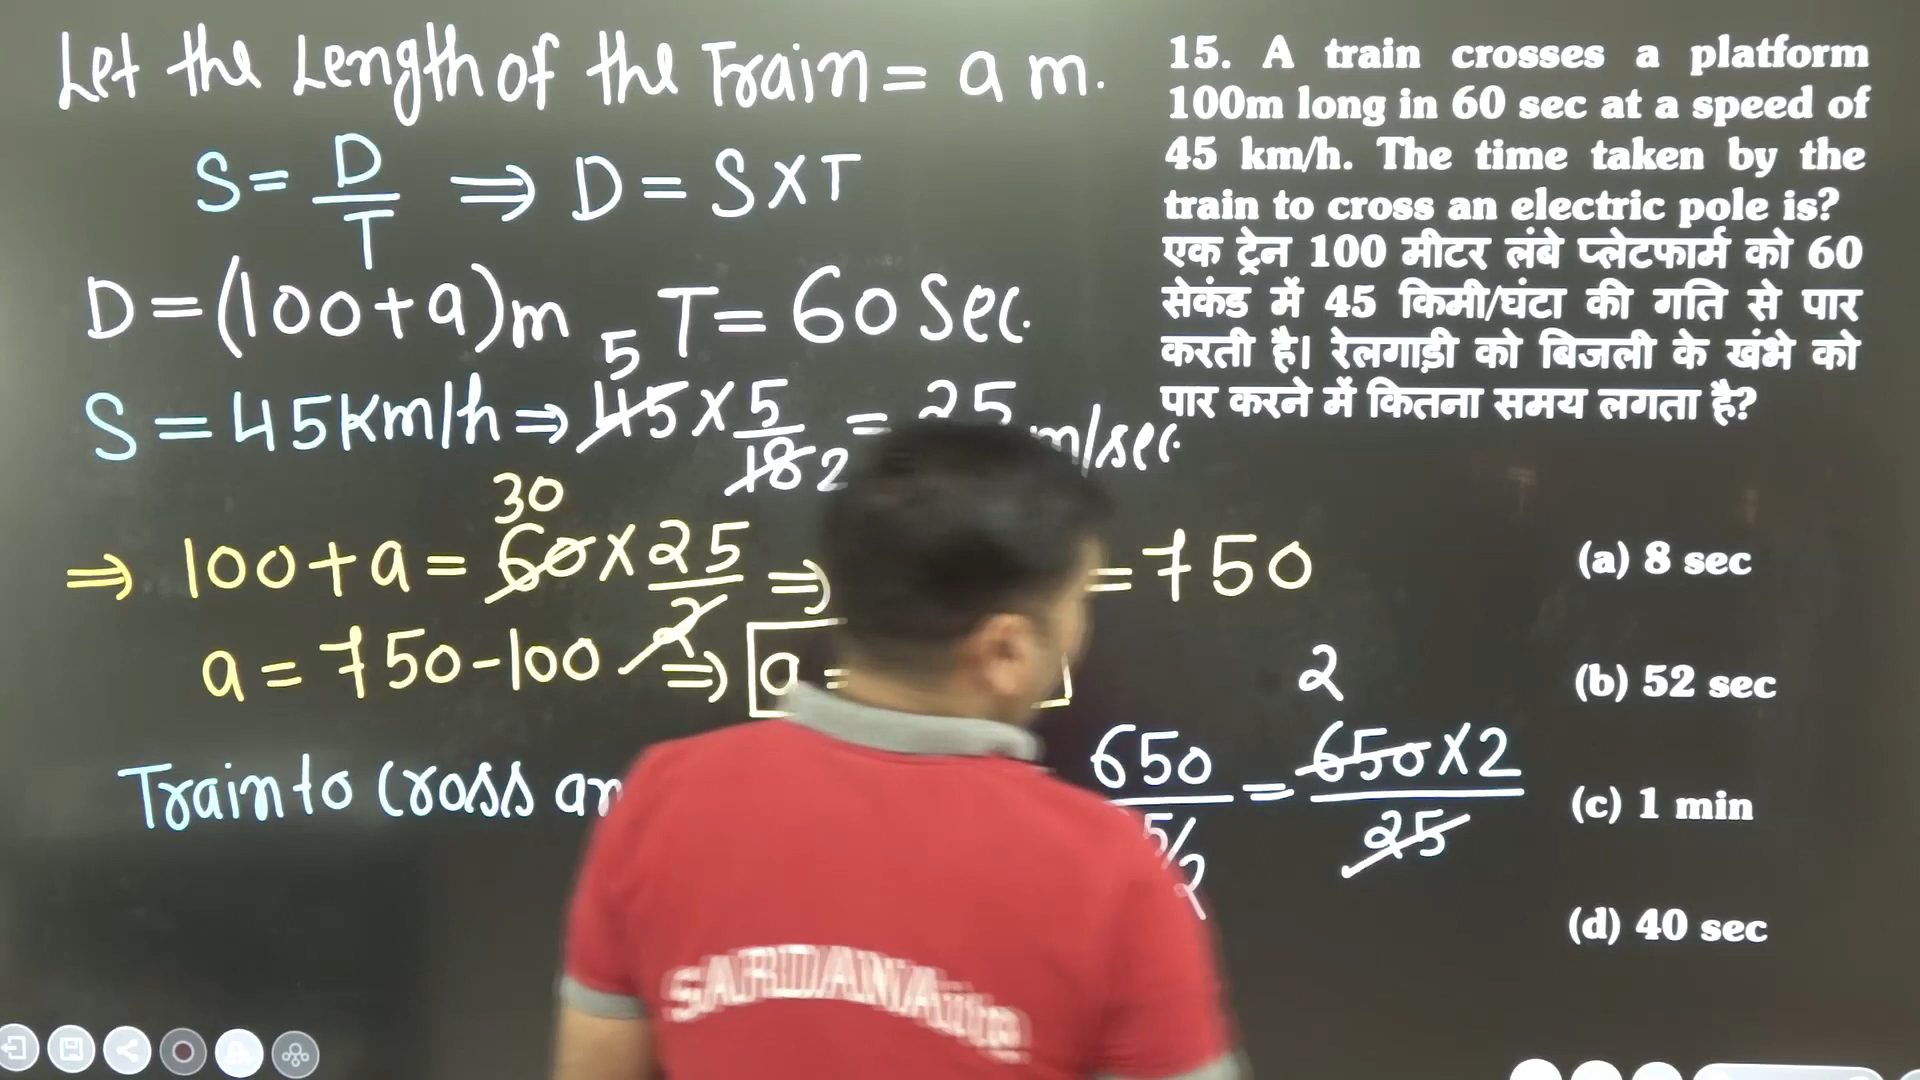 Let the Length of the Train = a m.
S = D/T ⇒ D = S×T
D = (100+a)m T = 60 Sec.
S = 45Km/h ⇒ 45×5/18 = 25 m/sec.
5
2
30
⇒ 100+a = 60×25/2 ⇒ = 750
a = 750-100 ⇒ a =
Train to Cross an
650 = 650×2/25
2
15. A train crosses a platform
100m long in 60 sec at a speed of
45 km/h. The time taken by the
train to cross an electric pole is?
एक ट्रेन 100 मीटर लंबे प्लेटफार्म को 60
सेकंड में 45 किमी/घंटा की गति से पार
करती है। रेलगाड़ी को बिजली के खंभे को
पार करने में कितना समय लगता है?
(a) 8 sec
(b) 52 sec
(c) 1 min
(d) 40 sec
SARDANA